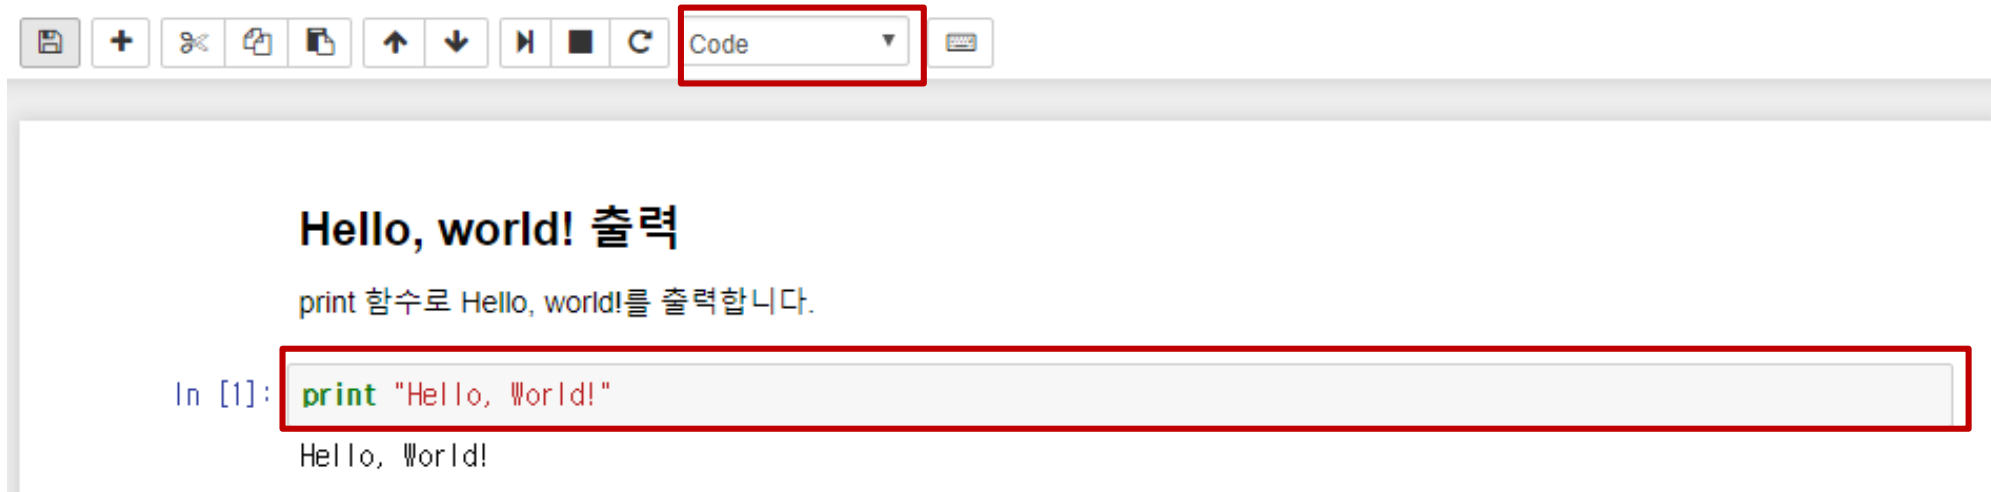 Code
Hello, world! 출력
print 함수로 Hello, world!를 출력합니다.
In [1]: print "Hello, World!"
Hello, World!